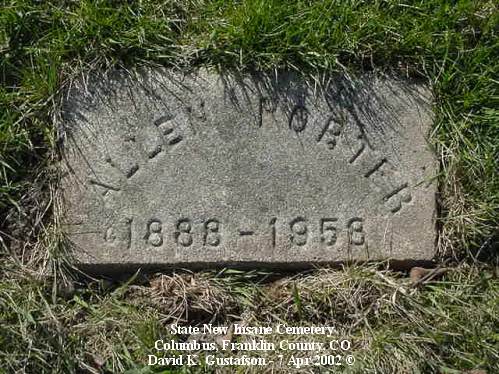 ALLEN PORTER
1888 - 1958
State New Insane Cemetery
Columbus, Franklin County, CO
David K. Gustafson - 7 Apr 2002 ©